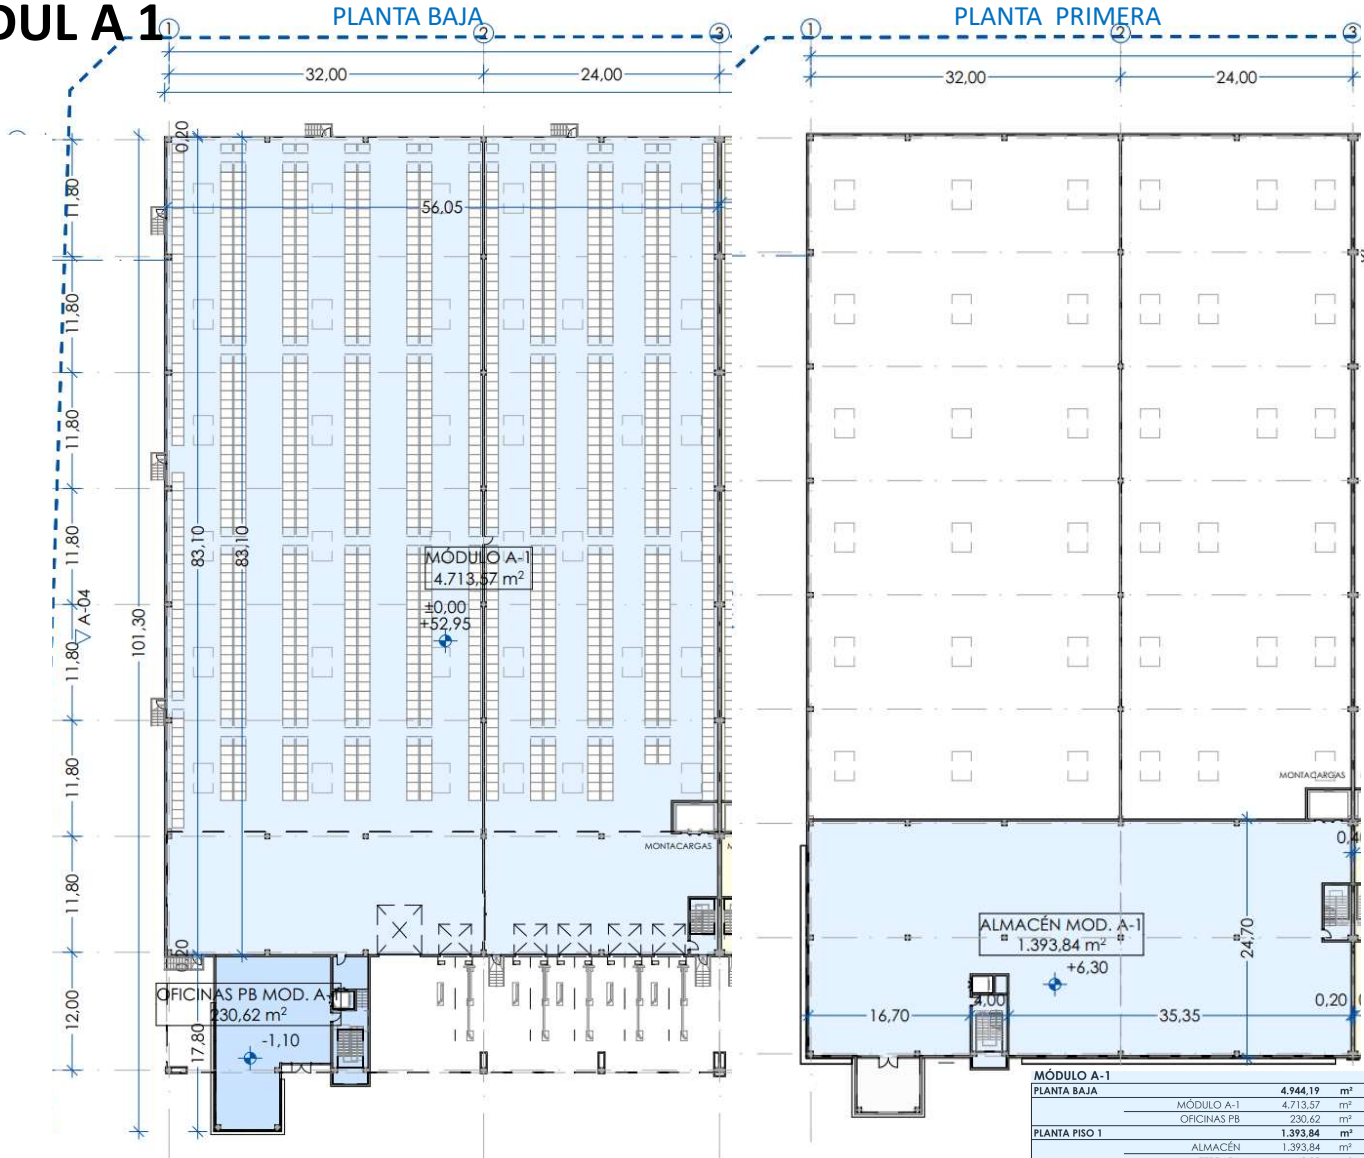 DUL A 1
PLANTA BAJA
PLANTA PRIMERA
1
2
3
1
2
3
32,00
24,00
32,00
24,00
0,20
11,80
56,05
11,80
11,80
11,80
83,10
83,10
MÓDULO A-1
4.713,57 m²
±0,00
+52,95
A-04
101,30
11,80
11,80
MONTACARGAS
MONTACARGAS
M
11,80
0,4
ALMACÉN MOD. A-1
1.393,84 m²
+6,30
24,70
20
OFICINAS PB MOD. A-
230,62 m²
-1,10
12,00
17,80
4,00
16,70
35,35
0,20
MÓDULO A-1
PLANTA BAJA 4.944,19 m²
MÓDULO A-1 4.713,57 m²
OFICINAS PB 230,62 m²
PLANTA PISO 1 1.393,84 m²
ALMACÉN 1.393,84 m²